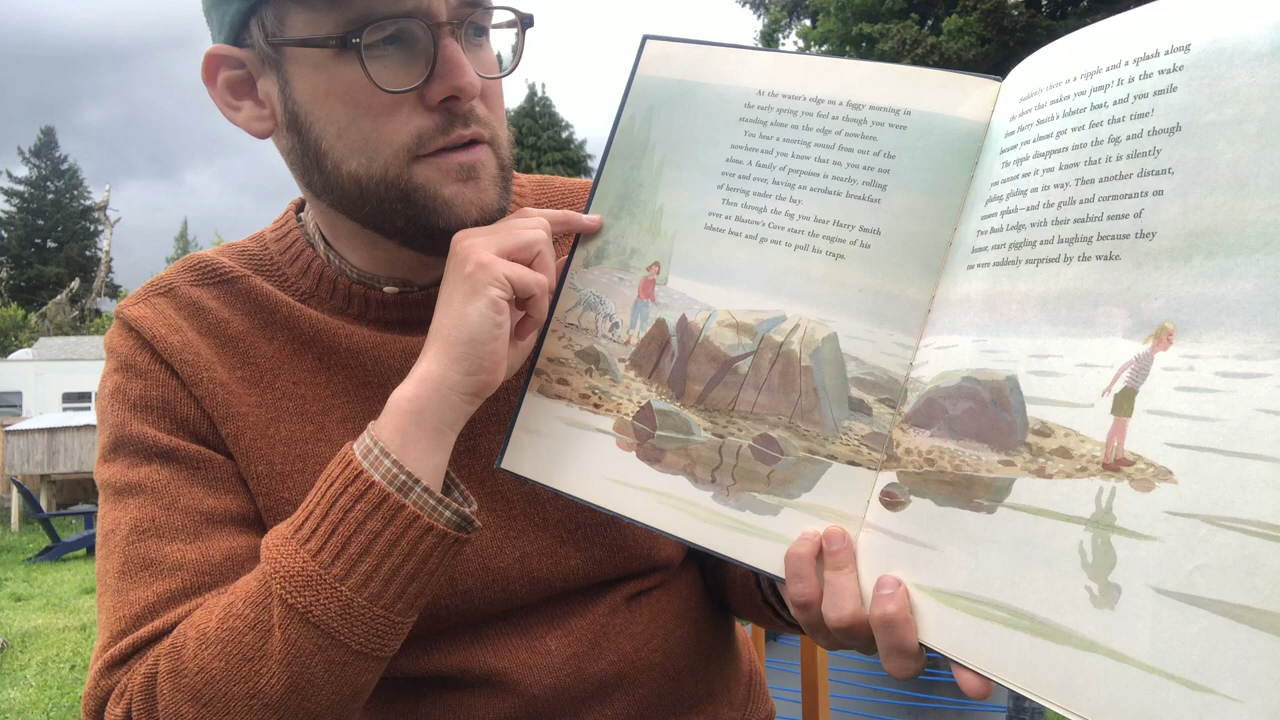 At the water's edge on a foggy morning in
the early spring you feel as though you were
standing alone on the edge of nowhere.
You hear a snorting sound from out of the
nowhere and you know that no, you are not
alone. A family of porpoises is nearby, rolling
over and over, having an acrobatic breakfast
of herring under the bay.
Then through the fog you hear Harry Smith
over at Blastow's Cove start the engine of his
lobster boat and go out to pull his traps.
Suddenly there is a ripple and a splash along
the shore that makes you jump! It is the wake
from Harry Smith's lobster boat, and you smile
because you almost got wet feet that time!
The ripple disappears into the fog, and though
you cannot see it you know that it is silently
gliding, gliding on its way. Then another distant,
unseen splash—and the gulls and cormorants on
Two Bush Ledge, with their seabird sense of
humor, start giggling and laughing because they
too were suddenly surprised by the wake.